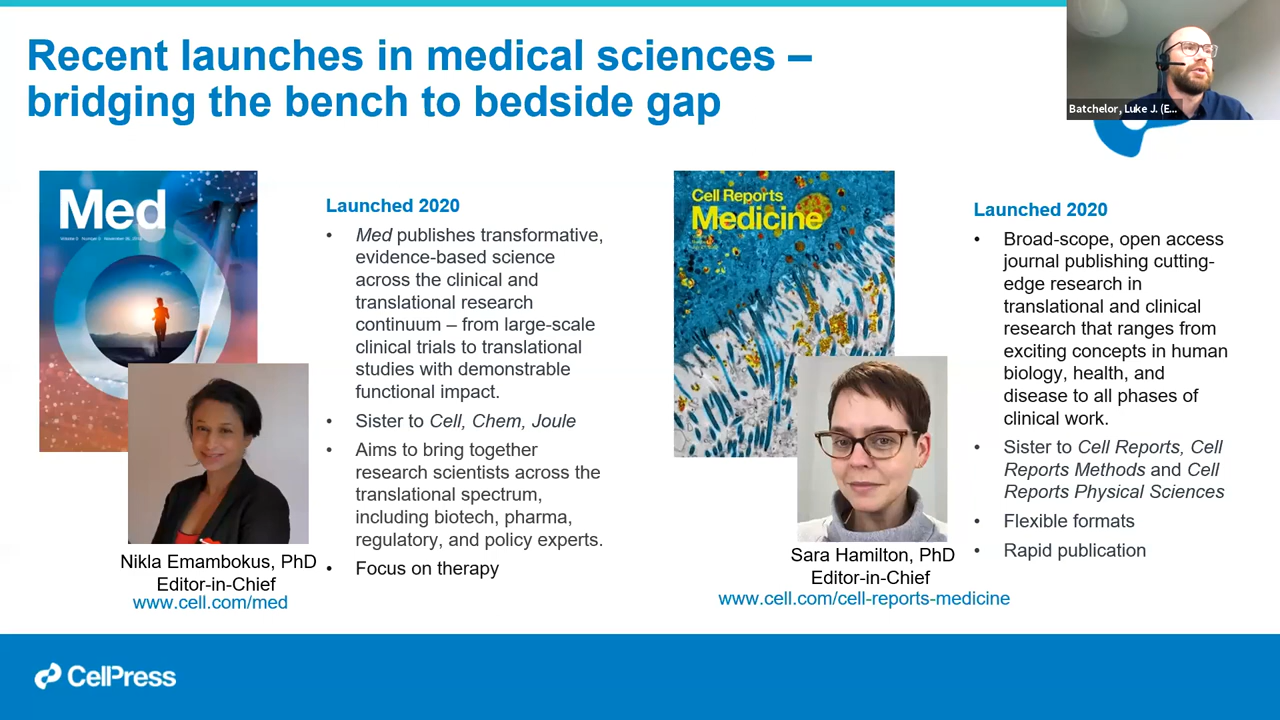 Recent launches in medical sciences –
bridging the bench to bedside gap
Batchelor, Luke J. (E...
Med
Cell Reports
Medicine
Launched 2020
• Med publishes transformative,
evidence-based science
across the clinical and
translational research
continuum – from large-scale
clinical trials to translational
studies with demonstrable
functional impact.
• Sister to Cell, Chem, Joule
• Aims to bring together
research scientists across the
translational spectrum,
including biotech, pharma,
regulatory, and policy experts.
• Focus on therapy
Nikla Emambokus, PhD
Editor-in-Chief
www.cell.com/med
Launched 2020
• Broad-scope, open access
journal publishing cutting-
edge research in
translational and clinical
research that ranges from
exciting concepts in human
biology, health, and
disease to all phases of
clinical work.
• Sister to Cell Reports, Cell
Reports Methods and Cell
Reports Physical Sciences
• Flexible formats
• Rapid publication
Sara Hamilton, PhD
Editor-in-Chief
www.cell.com/cell-reports-medicine
CellPress